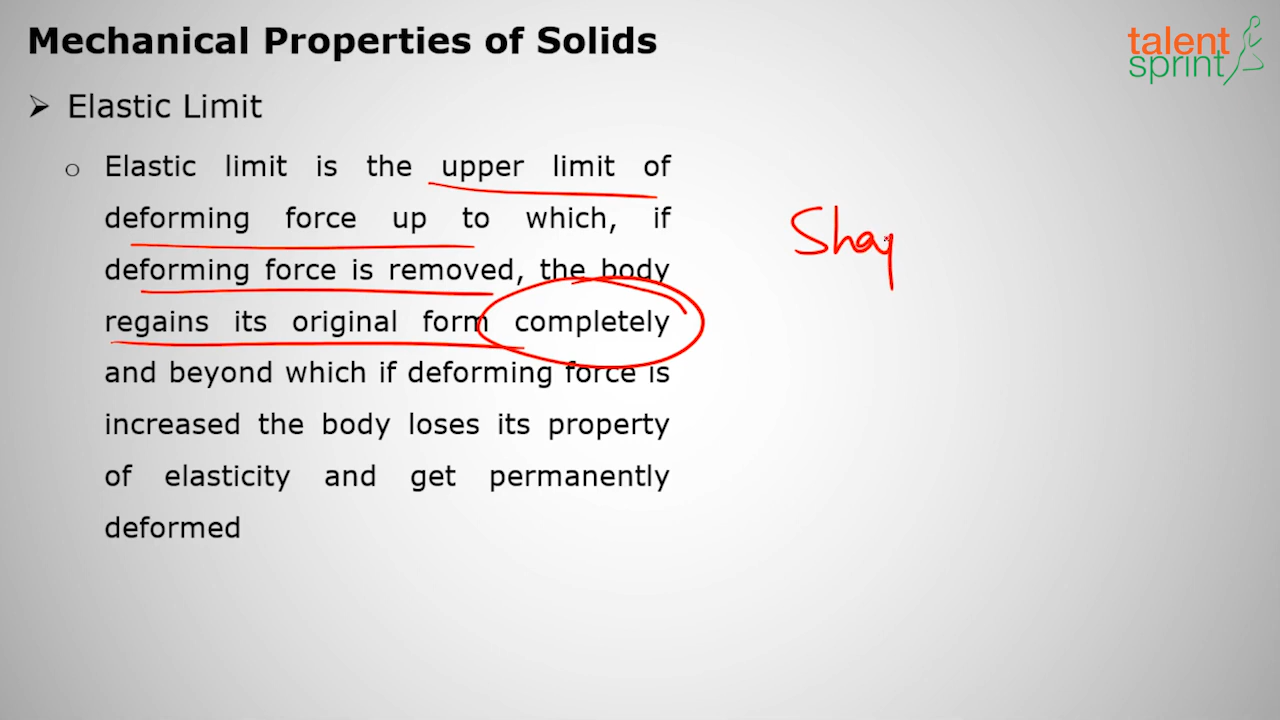 Mechanical Properties of Solids
talent
sprint
➢ Elastic Limit
o Elastic limit is the upper limit of
deforming force up to which, if
deforming force is removed, the body
regains its original form completely
and beyond which if deforming force is
increased the body loses its property
of elasticity and get permanently
deformed